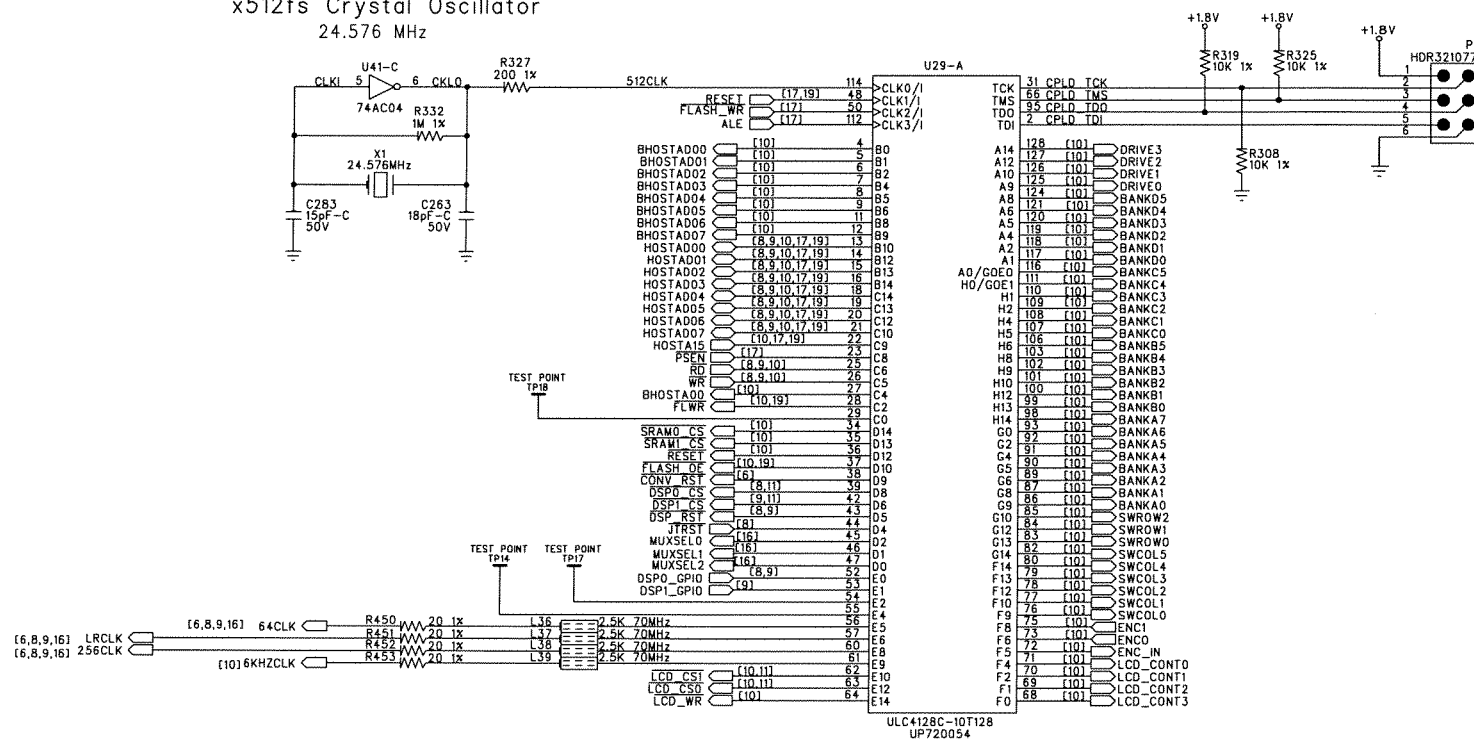 x512fs Crystal Oscillator
24.576 MHz
U41-C
CLKI 5 6 CKLO
74AC04
R327
200 1%
512CLK
R332
1M 1%
X1
24.576MHz
C283
15pF-C
50V
C263
18pF-C
50V
U29-A
114 >CLK0/I
RESET [17,19] 48 >CLK1/I
FLASH_WR [17] 50 >CLK2/I
ALE [17] 112 >CLK3/I
BHOSTAD00 [10] 4 B0
BHOSTAD01 [10] 5 B1
BHOSTAD02 [10] 6 B2
BHOSTAD03 [10] 7 B4
BHOSTAD04 [10] 8 B5
BHOSTAD05 [10] 9 B6
BHOSTAD06 [10] 11 B8
BHOSTAD07 [10] 12 B9
HOSTAD00 [8,9,10,17,19] 13 B10
HOSTAD01 [8,9,10,17,19] 14 B12
HOSTAD02 [8,9,10,17,19] 15 B13
HOSTAD03 [8,9,10,17,19] 16 B14
HOSTAD04 [8,9,10,17,19] 18 C14
HOSTAD05 [8,9,10,17,19] 19 C13
HOSTAD06 [8,9,10,17,19] 20 C12
HOSTAD07 [8,9,10,17,19] 21 C10
HOSTA15 [10,17,19] 22 C9
PSEN [17] 23 C8
RD [8,9,10] 25 C6
WR [8,9,10] 26 C5
BHOSTA00 [10] 27 C4
FLWR [10,19] 28 C2
29 C0
TEST POINT
TP18
SRAM0_CS [10] 34 D14
SRAM1_CS [10] 35 D13
RESET [10] 36 D12
FLASH_OE [10,19] 37 D10
CONV_RST [6] 38 D9
DSP0_CS [8,11] 39 D8
DSP1_CS [9,11] 42 D6
DSP_RST [8,9] 43 D5
JTRST [8] 44 D4
MUXSEL0 [16] 45 D2
MUXSEL1 [16] 46 D1
MUXSEL2 [16] 47 D0
DSP0_GPIO [8,9] 52 E0
DSP1_GPIO [9] 53 E1
54 E2
55 E4
TEST POINT
TP14
TEST POINT
TP17
[6,8,9,16] 64CLK R450 20 1% L36 2.5K 70MHz 56 E5
[6,8,9,16] LRCLK R451 20 1% L37 2.5K 70MHz 57 E6
[6,8,9,16] 256CLK R452 20 1% L38 2.5K 70MHz 60 E8
[10] 6KHZCLK R453 20 1% L39 2.5K 70MHz 61 E9
LCD_CS1 [10,11] 62 E10
LCD_CS0 [10,11] 63 E12
LCD_WR [10] 64 E14
TCK 31 CPLD_TCK
TMS 66 CPLD_TMS
TDO 95 CPLD_TDO
TDI 2 CPLD_TDI
A14 128 [10] DRIVE3
A12 127 [10] DRIVE2
A10 126 [10] DRIVE1
A9 125 [10] DRIVE0
A8 124 [10] BANKD5
A6 121 [10] BANKD4
A5 120 [10] BANKD3
A4 119 [10] BANKD2
A2 118 [10] BANKD1
A1 117 [10] BANKD0
A0/GOE0 116 [10] BANKC5
H0/GOE1 111 [10] BANKC4
H1 110 [10] BANKC3
H2 109 [10] BANKC2
H4 108 [10] BANKC1
H5 107 [10] BANKC0
H6 106 [10] BANKB5
H8 103 [10] BANKB4
H9 102 [10] BANKB3
H10 101 [10] BANKB2
H12 100 [10] BANKB1
H13 99 [10] BANKB0
H14 98 [10] BANKA7
G0 93 [10] BANKA6
G2 92 [10] BANKA5
G4 91 [10] BANKA4
G5 90 [10] BANKA3
G6 89 [10] BANKA2
G8 87 [10] BANKA1
G9 86 [10] BANKA0
G10 85 [10] SWROW2
G12 84 [10] SWROW1
G13 83 [10] SWROW0
G14 82 [10] SWCOL5
F14 80 [10] SWCOL4
F13 79 [10] SWCOL3
F12 78 [10] SWCOL2
F10 77 [10] SWCOL1
F9 76 [10] SWCOL0
F8 75 [10] ENC1
F6 73 [10] ENC0
F5 72 [10] ENC_IN
F4 71 [10] LCD_CONT0
F2 70 [10] LCD_CONT1
F1 69 [10] LCD_CONT2
F0 68 [10] LCD_CONT3
ULC4128C-10T128
UP720054
+1.8V
R319
10K 1%
+1.8V
R325
10K 1%
R308
10K 1%
+1.8V
P
HDR321077
1
2
3
4
5
6